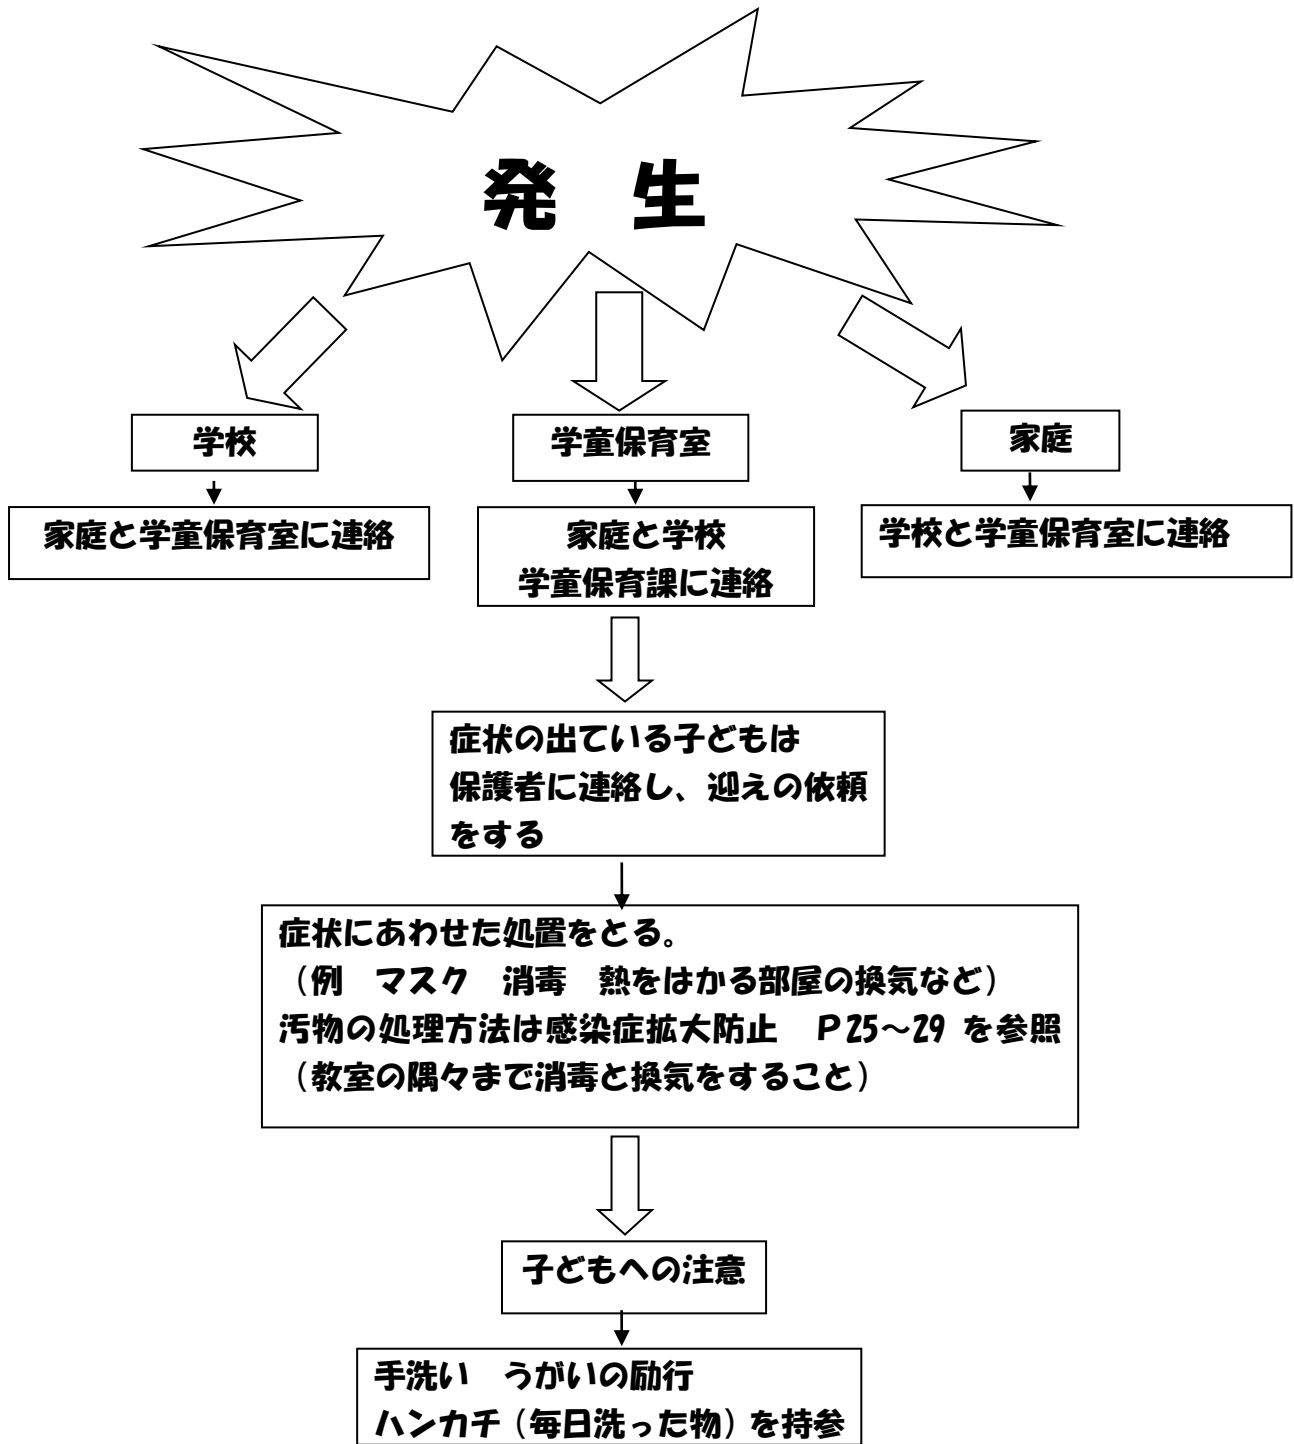 発　生
学校
学童保育室
家庭
家庭と学童保育室に連絡
家庭と学校
学童保育課に連絡
学校と学童保育室に連絡
症状の出ている子どもは
保護者に連絡し、迎えの依頼
をする
症状にあわせた処置をとる。
（例　マスク　消毒　熱をはかる部屋の換気など）
汚物の処理方法は感染症拡大防止　Ｐ25～29 を参照
（教室の隅々まで消毒と換気をすること）
子どもへの注意
手洗い　うがいの励行
ハンカチ（毎日洗った物）を持参